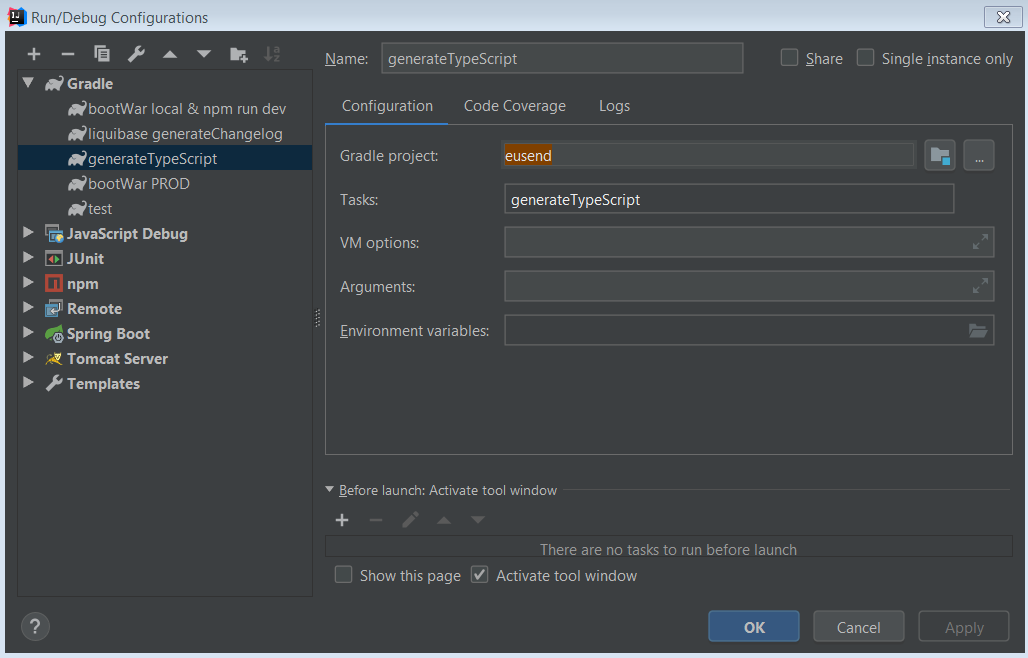 Run/Debug Configurations
Name: generateTypeScript Share Single instance only
Gradle
bootWar local & npm run dev
liquibase generateChangelog
generateTypeScript
bootWar PROD
test
JavaScript Debug
JUnit
npm
Remote
Spring Boot
Tomcat Server
Templates
Configuration Code Coverage Logs
Gradle project: eusend ...
Tasks: generateTypeScript
VM options:
Arguments:
Environment variables:
Before launch: Activate tool window
There are no tasks to run before launch
Show this page Activate tool window
? OK Cancel Apply